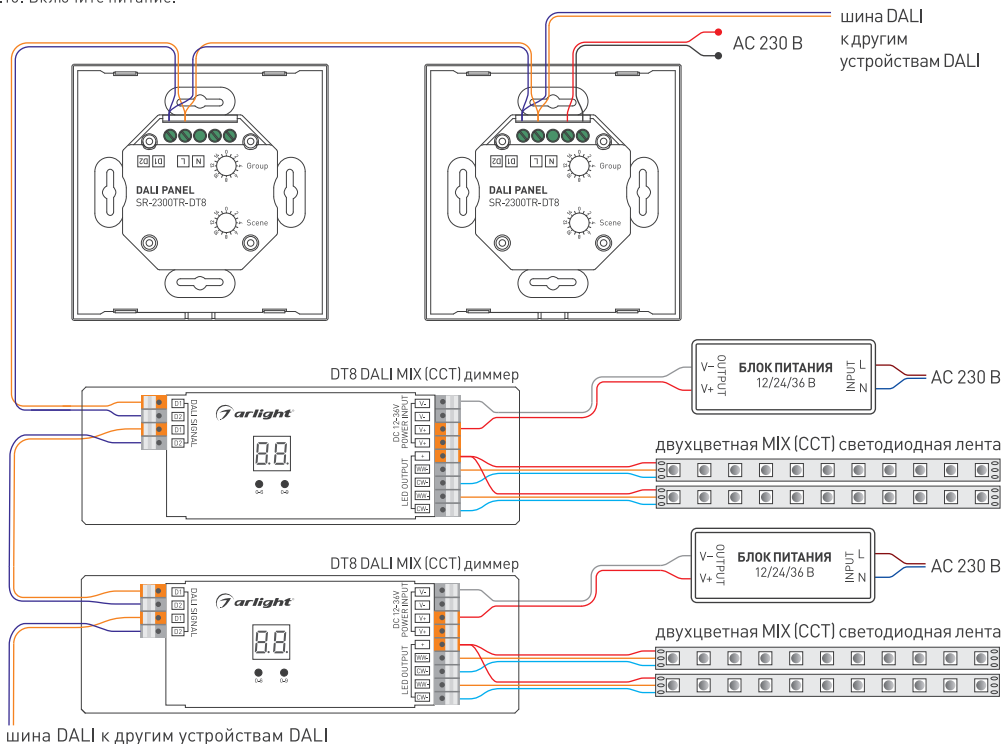 шина DALI
к другим
устройствам DALI
AC 230 В
D2 D1 L N
Group
DALI PANEL
SR-2300TR-DT8
Scene
D2 D1 L N
Group
DALI PANEL
SR-2300TR-DT8
Scene
DT8 DALI MIX (CCT) диммер
D1
D2
D1
D2
DALI SIGNAL
arlight
88.
DC 12-36V
POWER INPUT
LED OUTPUT
V-
V-
V+
V+
+
WW-
CW-
WW-
CW-
V–
V+
OUTPUT
БЛОК ПИТАНИЯ
12/24/36 В
INPUT
L
N
AC 230 В
двухцветная MIX (CCT) светодиодная лента
DT8 DALI MIX (CCT) диммер
D1
D2
D1
D2
DALI SIGNAL
arlight
88.
DC 12-36V
POWER INPUT
LED OUTPUT
V-
V-
V+
V+
+
WW-
CW-
WW-
CW-
V–
V+
OUTPUT
БЛОК ПИТАНИЯ
12/24/36 В
INPUT
L
N
AC 230 В
двухцветная MIX (CCT) светодиодная лента
шина DALI к другим устройствам DALI